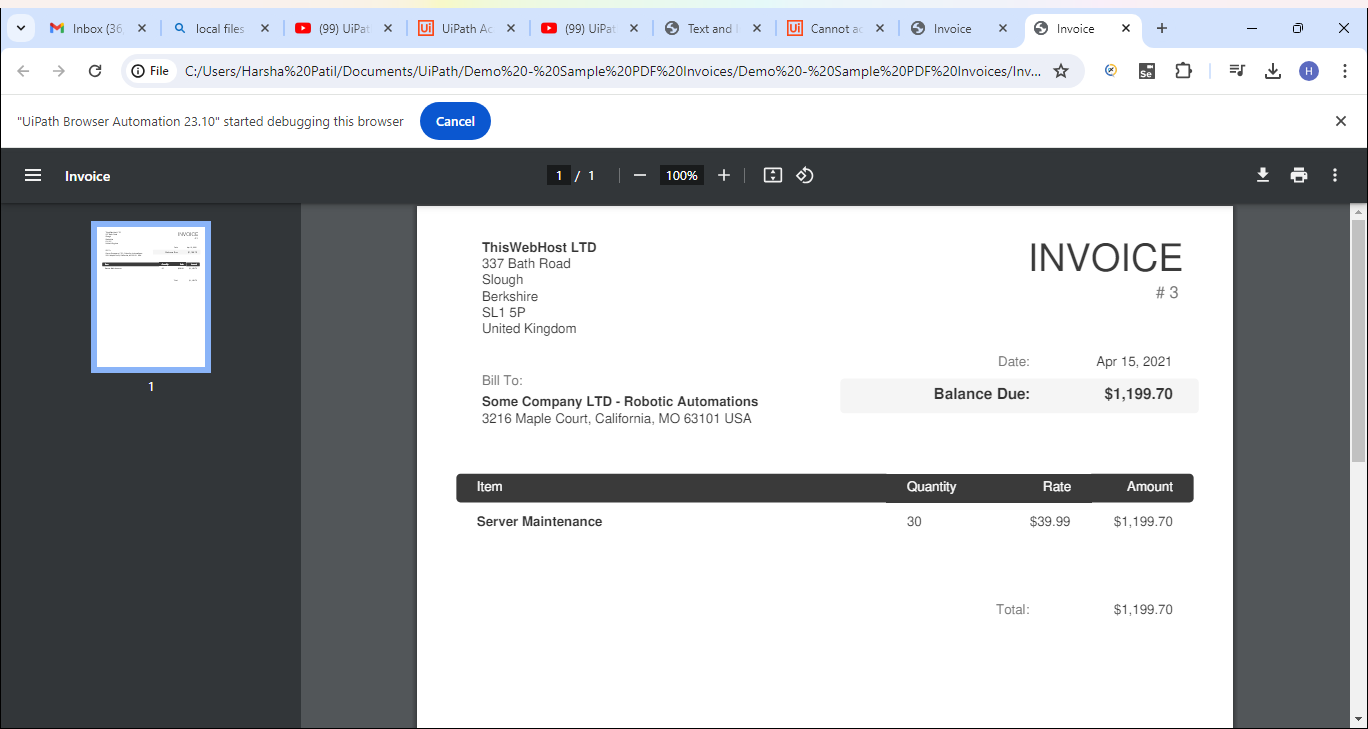 Inbox (36
local files
(99) UiPat
UiPath Ac
(99) UiPat
Text and
Cannot ac
Invoice
Invoice
File
C:/Users/Harsha%20Patil/Documents/UiPath/Demo%20-%20Sample%20PDF%20Invoices/Demo%20-%20Sample%20PDF%20Invoices/Inv...
Se
H
"UiPath Browser Automation 23.10" started debugging this browser
Cancel
Invoice
1 / 1
100%
1
ThisWebHost LTD
337 Bath Road
Slough
Berkshire
SL1 5P
United Kingdom
INVOICE
# 3
Date: Apr 15, 2021
Balance Due: $1,199.70
Bill To:
Some Company LTD - Robotic Automations
3216 Maple Court, California, MO 63101 USA
Item Quantity Rate Amount
Server Maintenance 30 $39.99 $1,199.70
Total: $1,199.70